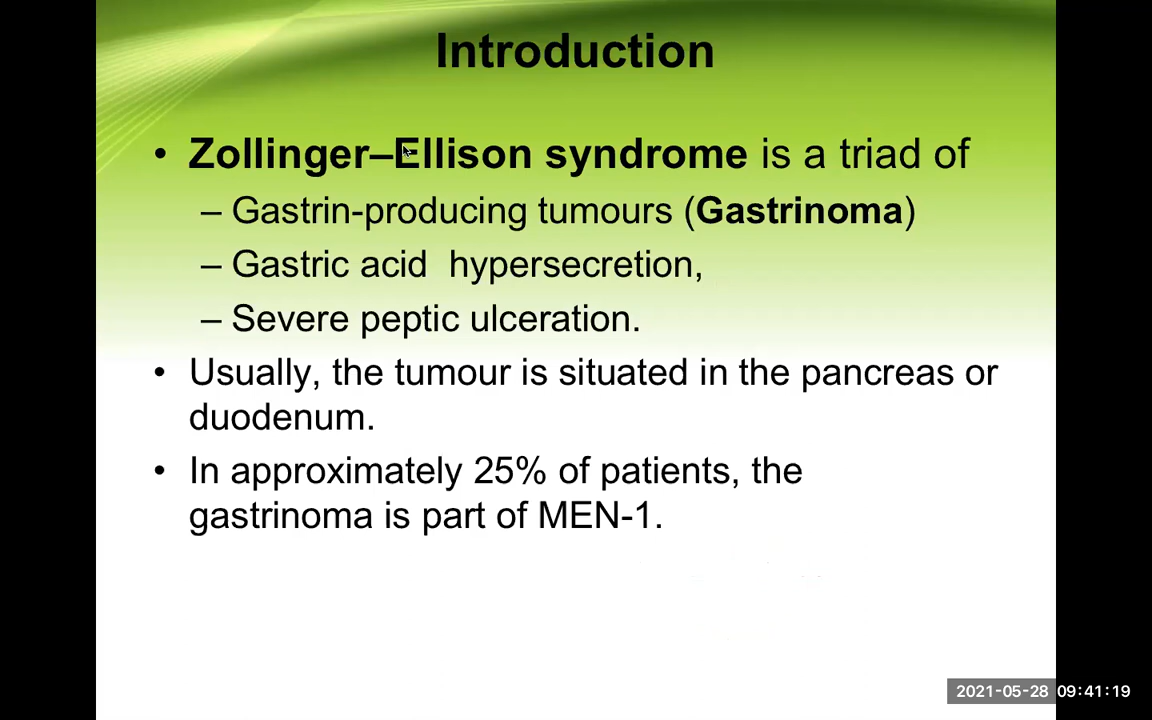 Introduction
• Zollinger–Ellison syndrome is a triad of
– Gastrin-producing tumours (Gastrinoma)
– Gastric acid  hypersecretion,
– Severe peptic ulceration.
• Usually, the tumour is situated in the pancreas or
duodenum.
• In approximately 25% of patients, the
gastrinoma is part of MEN-1.
2021-05-28 09:41:19